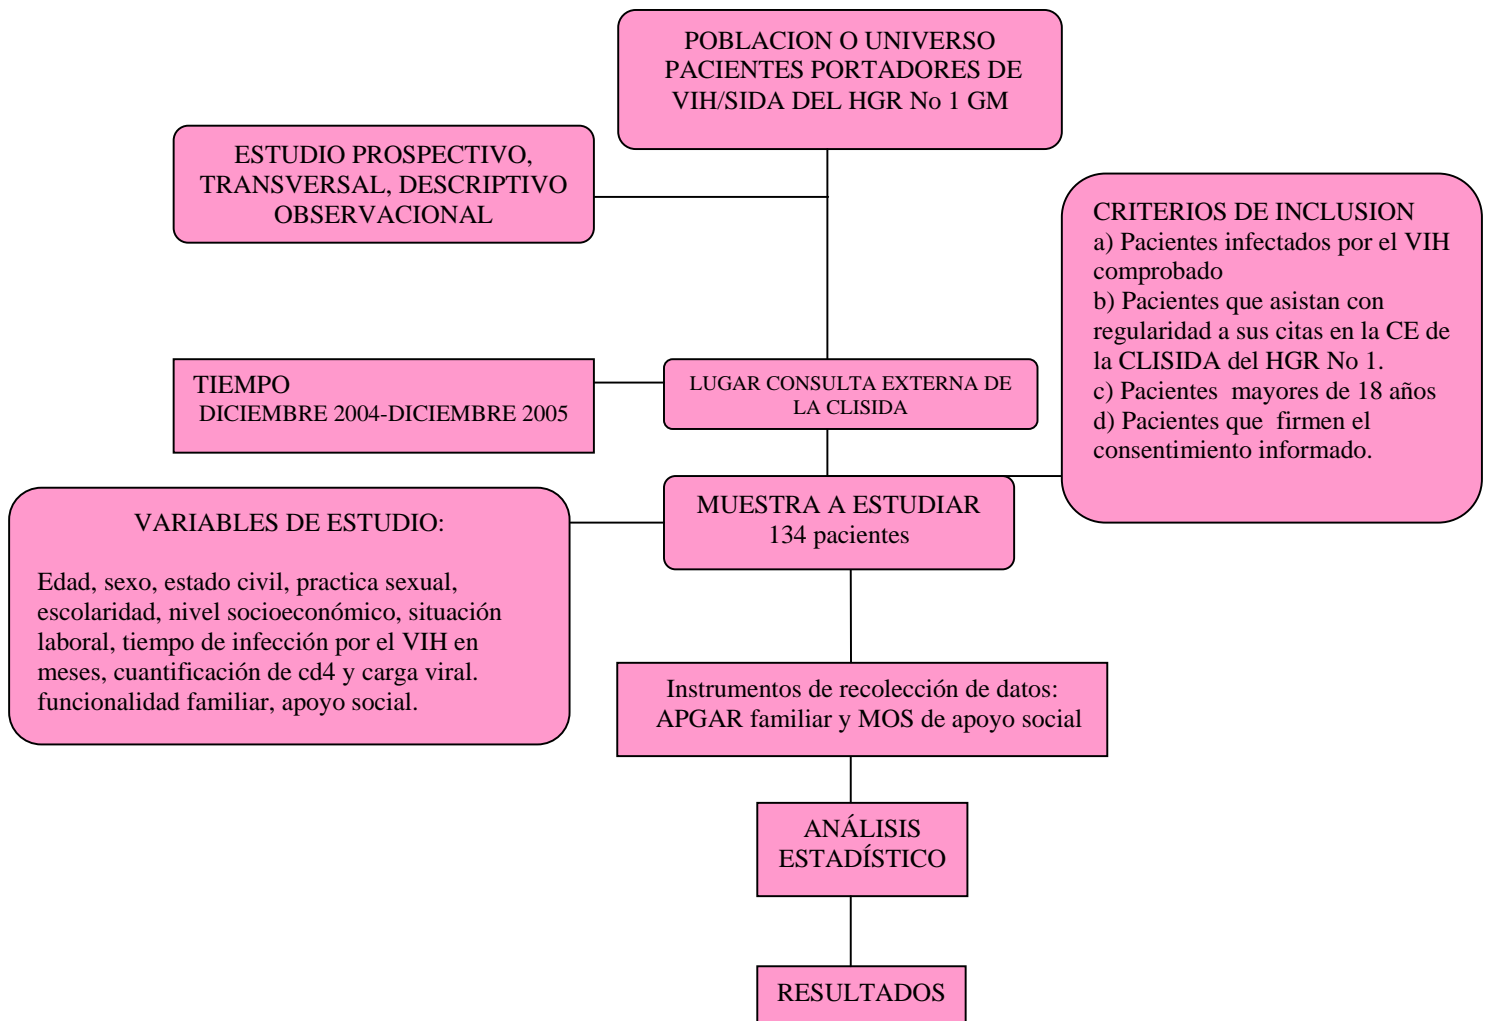 POBLACION O UNIVERSO
PACIENTES PORTADORES DE
VIH/SIDA DEL HGR No 1 GM
ESTUDIO PROSPECTIVO,
TRANSVERSAL, DESCRIPTIVO
OBSERVACIONAL
CRITERIOS DE INCLUSION
a) Pacientes infectados por el VIH
comprobado
b) Pacientes que asistan con
regularidad a sus citas en la CE de
la CLISIDA del HGR No 1.
c) Pacientes mayores de 18 años
d) Pacientes que firmen el
consentimiento informado.
TIEMPO
DICIEMBRE 2004-DICIEMBRE 2005
LUGAR CONSULTA EXTERNA DE
LA CLISIDA
MUESTRA A ESTUDIAR
134 pacientes
VARIABLES DE ESTUDIO:
Edad, sexo, estado civil, practica sexual,
escolaridad, nivel socioeconómico, situación
laboral, tiempo de infección por el VIH en
meses, cuantificación de cd4 y carga viral.
funcionalidad familiar, apoyo social.
Instrumentos de recolección de datos:
APGAR familiar y MOS de apoyo social
ANÁLISIS
ESTADÍSTICO
RESULTADOS